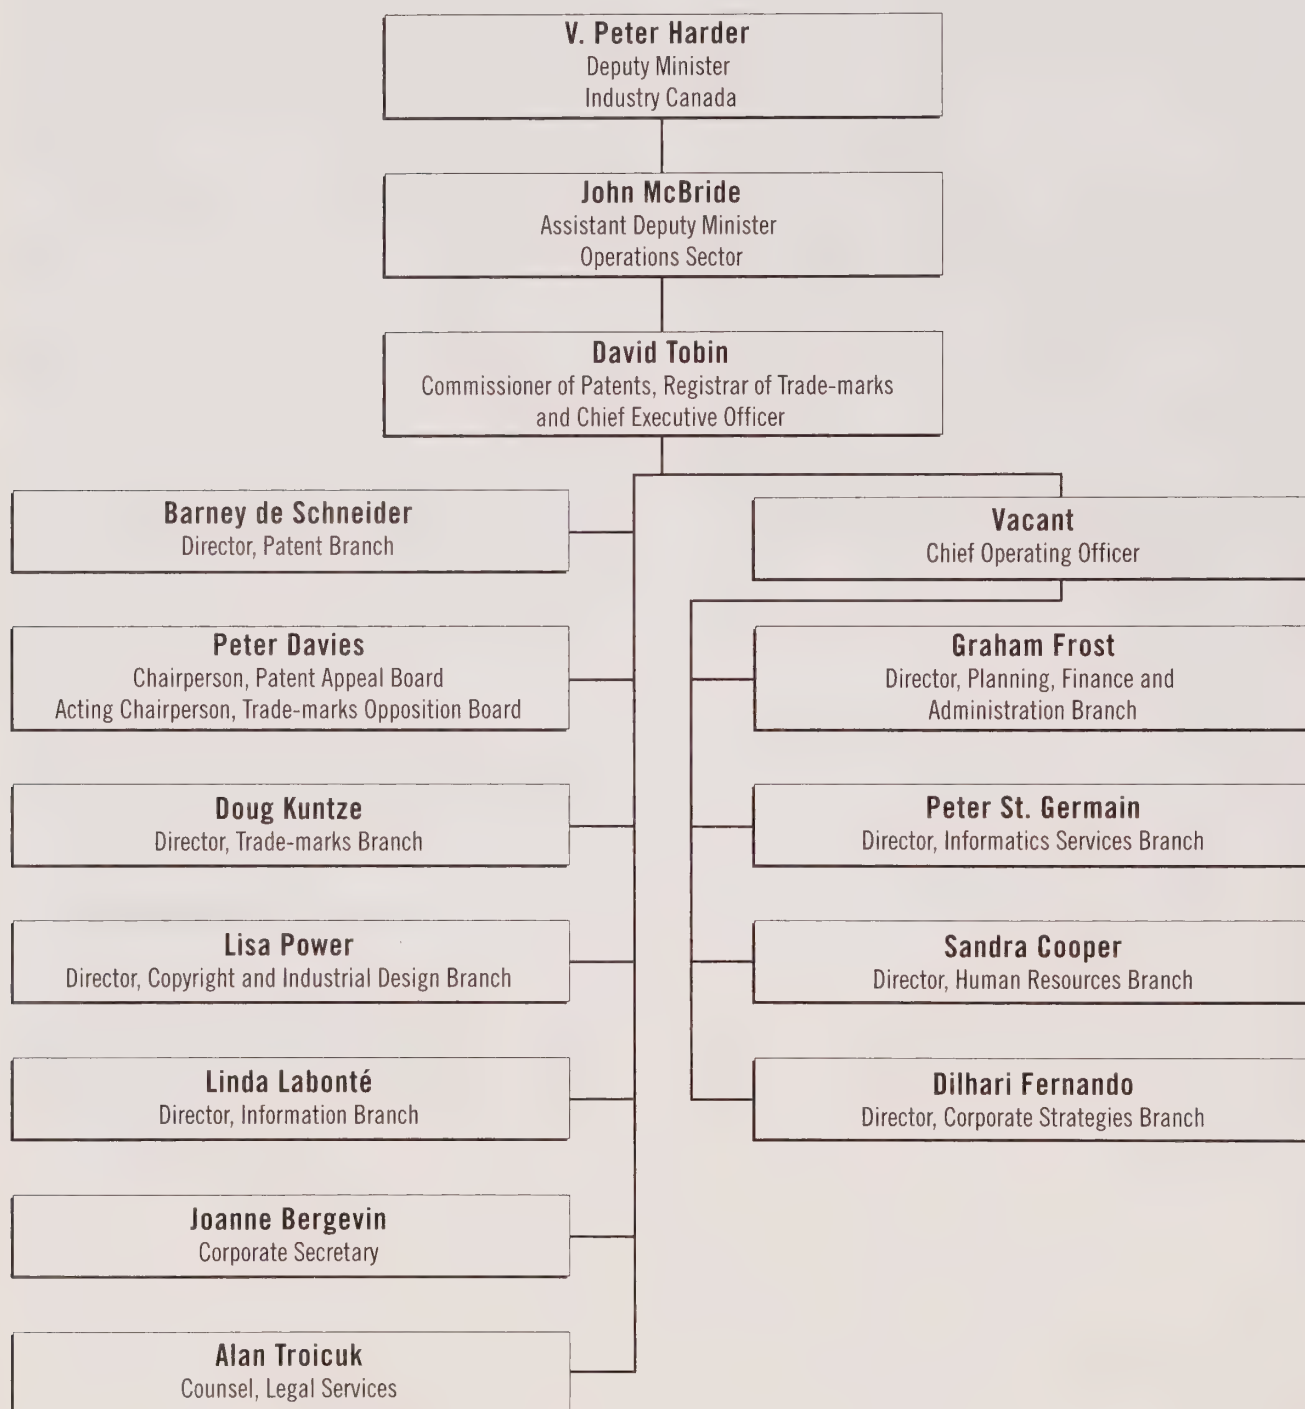 V. Peter Harder
Deputy Minister
Industry Canada
John McBride
Assistant Deputy Minister
Operations Sector
David Tobin
Commissioner of Patents, Registrar of Trade-marks
and Chief Executive Officer
Barney de Schneider
Director, Patent Branch
Peter Davies
Chairperson, Patent Appeal Board
Acting Chairperson, Trade-marks Opposition Board
Doug Kuntze
Director, Trade-marks Branch
Lisa Power
Director, Copyright and Industrial Design Branch
Linda Labonté
Director, Information Branch
Joanne Bergevin
Corporate Secretary
Alan Troicuk
Counsel, Legal Services
Vacant
Chief Operating Officer
Graham Frost
Director, Planning, Finance and
Administration Branch
Peter St. Germain
Director, Informatics Services Branch
Sandra Cooper
Director, Human Resources Branch
Dilhari Fernando
Director, Corporate Strategies Branch